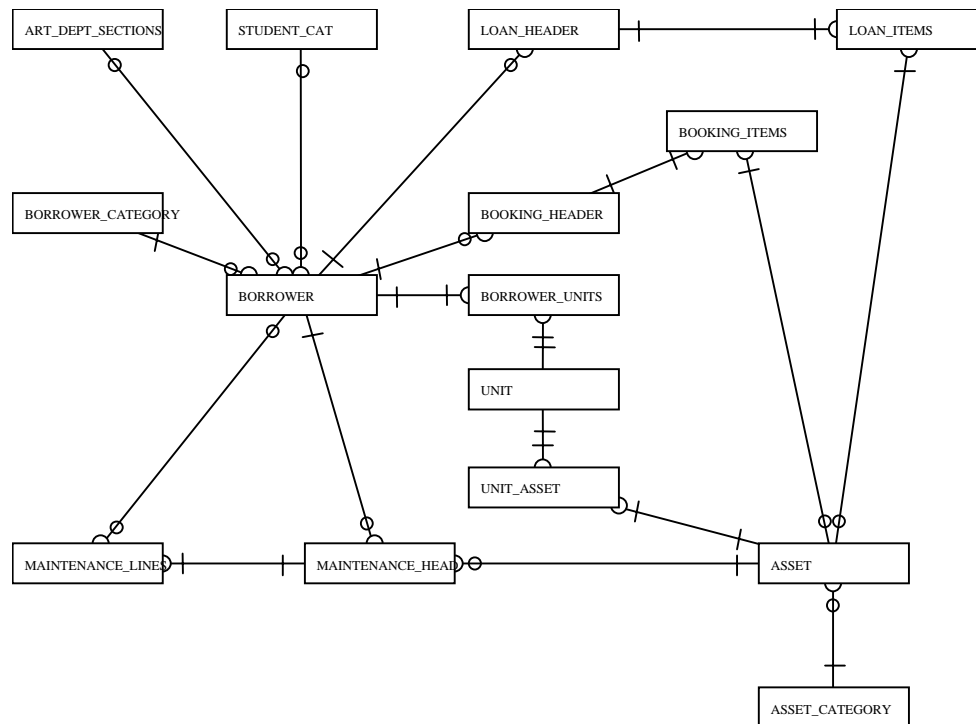 ART_DEPT_SECTIONS
STUDENT_CAT
LOAN_HEADER
LOAN_ITEMS
BOOKING_ITEMS
BORROWER_CATEGORY
BOOKING_HEADER
BORROWER
BORROWER_UNITS
UNIT
UNIT_ASSET
MAINTENANCE_LINES
MAINTENANCE_HEAD
ASSET
ASSET_CATEGORY